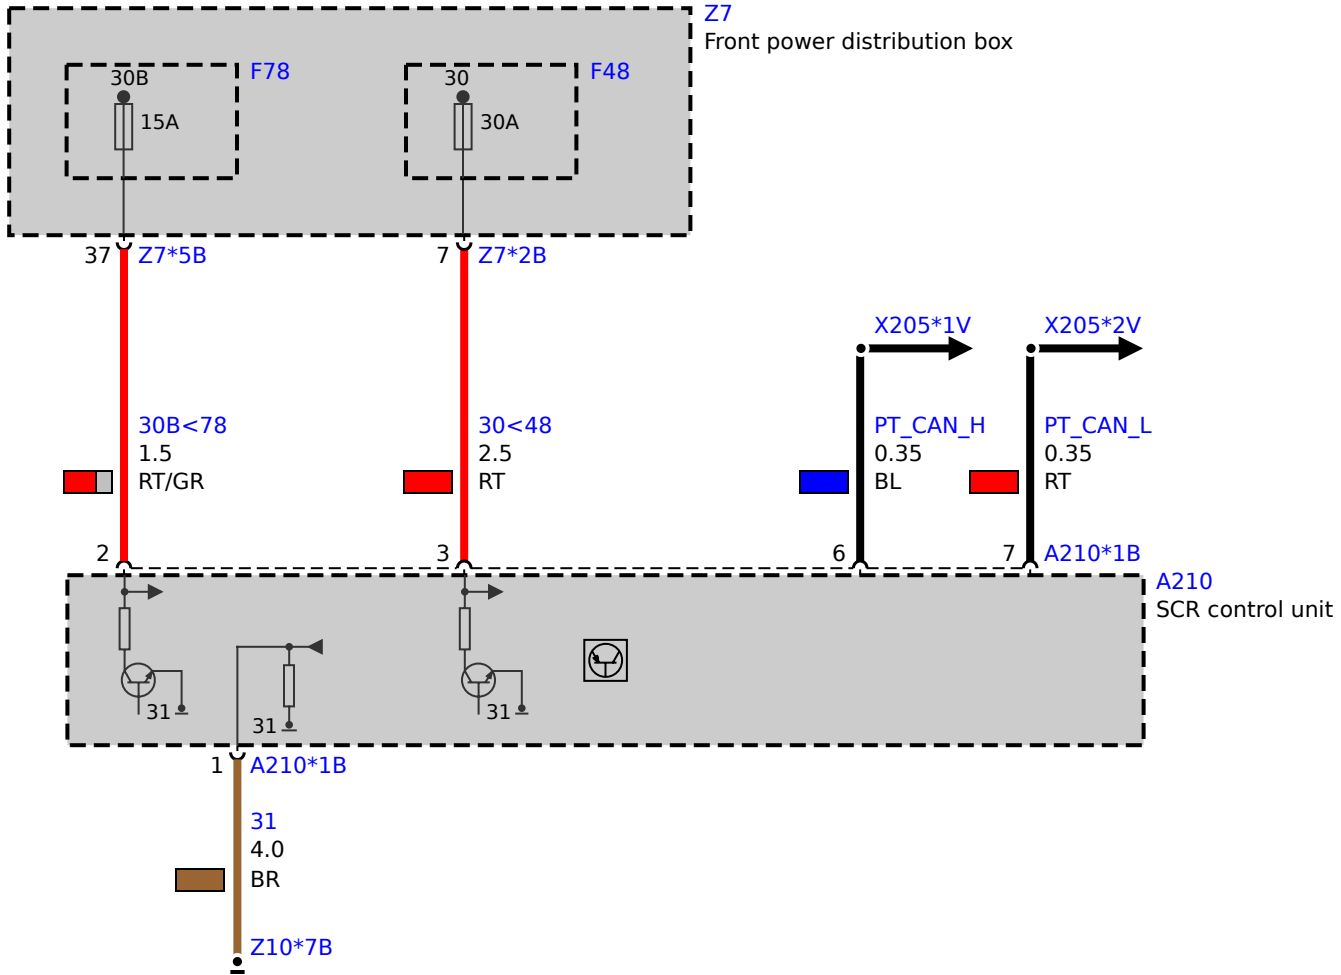 Z7
Front power distribution box
30B
F78
15A
30
F48
30A
37 Z7*5B
7 Z7*2B
X205*1V
X205*2V
30B<78
1.5
RT/GR
30<48
2.5
RT
PT_CAN_H
0.35
BL
PT_CAN_L
0.35
RT
2
3
6
7 A210*1B
A210
SCR control unit
31
31
31
1 A210*1B
31
4.0
BR
Z10*7B